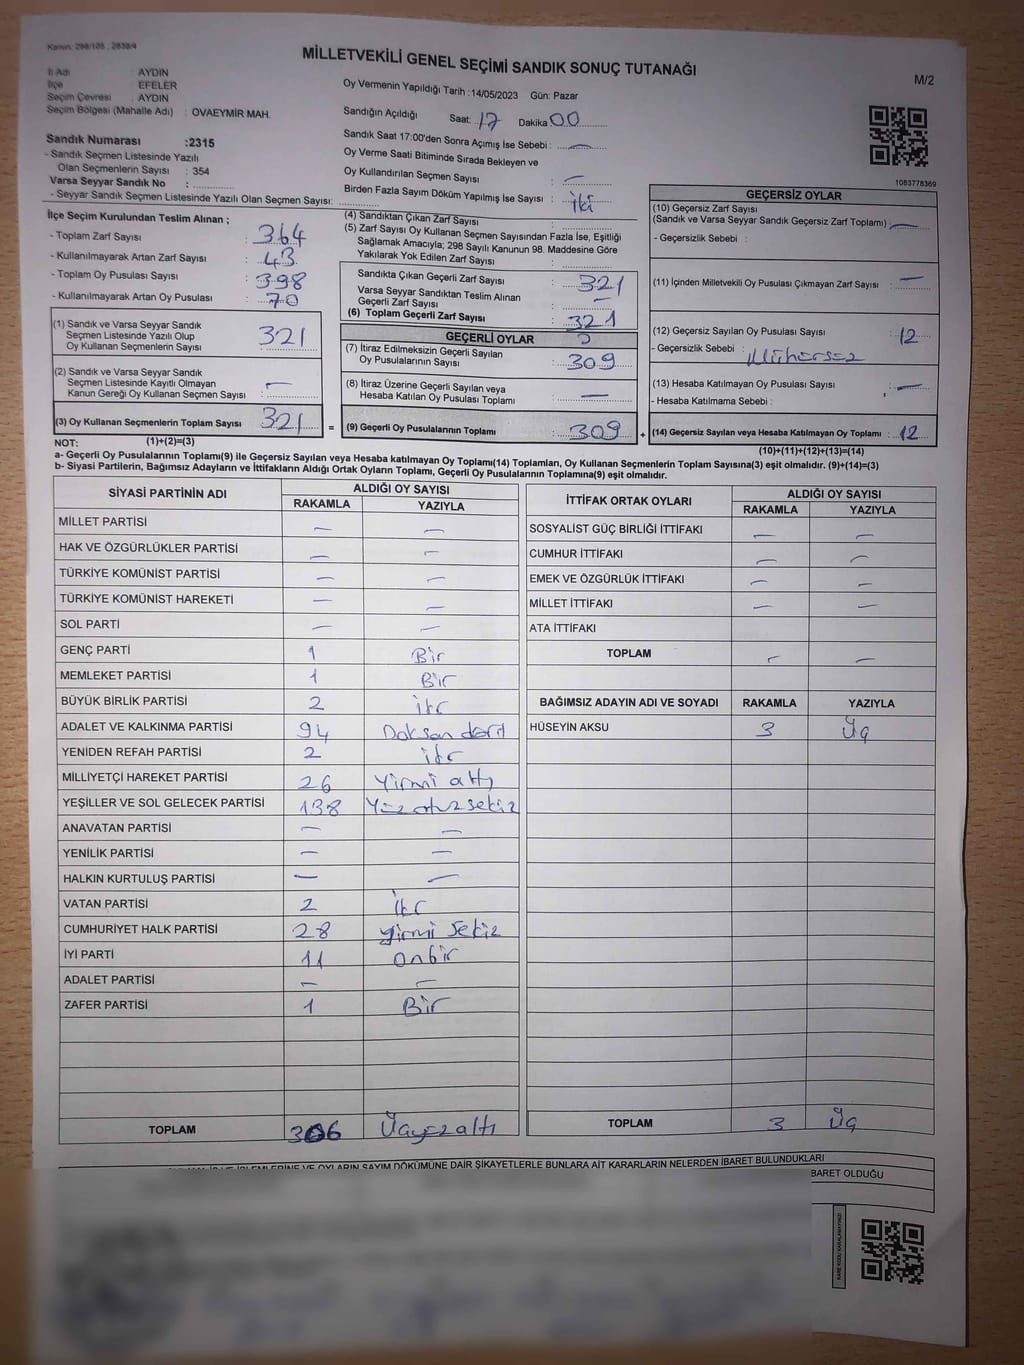 Kanun: 298/105 , 2839/4
MİLLETVEKİLİ GENEL SEÇİMİ SANDIK SONUÇ TUTANAĞI
M/2
İl Adı : AYDIN
İlçe : EFELER
Seçim Çevresi : AYDIN
Seçim Bölgesi (Mahalle Adı) : OVAEYMİR MAH.
Oy Vermenin Yapıldığı Tarih :14/05/2023 Gün: Pazar
Sandığın Açıldığı Saat: 17 Dakika 00
Sandık Numarası :2315
- Sandık Seçmen Listesinde Yazılı
Olan Seçmenlerin Sayısı : 354
Varsa Seyyar Sandık No :
- Seyyar Sandık Seçmen Listesinde Yazılı Olan Seçmen Sayısı:
Sandık Saat 17:00'den Sonra Açımış İse Sebebi : —
Oy Verme Saati Bitiminde Sırada Bekleyen ve
Oy Kullandırılan Seçmen Sayısı : —
Birden Fazla Sayım Döküm Yapılmış İse Sayısı : iki
1083778369
İlçe Seçim Kurulundan Teslim Alınan ;
- Toplam Zarf Sayısı : 364
- Kullanılmayarak Artan Zarf Sayısı : 43
- Toplam Oy Pusulası Sayısı : 398
- Kullanılmayarak Artan Oy Pusulası : 70
(1) Sandık ve Varsa Seyyar Sandık
Seçmen Listesinde Yazılı Olup
Oy Kullanan Seçmenlerin Sayısı : 321
(2) Sandık ve Varsa Seyyar Sandık
Seçmen Listesinde Kayıtlı Olmayan
Kanun Gereği Oy Kullanan Seçmen Sayısı : —
(3) Oy Kullanan Seçmenlerin Toplam Sayısı : 321 =
(4) Sandıktan Çıkan Zarf Sayısı :
(5) Zarf Sayısı Oy Kullanan Seçmen Sayısından Fazla İse, Eşitliği
Sağlamak Amacıyla; 298 Sayılı Kanunun 98. Maddesine Göre
Yakılarak Yok Edilen Zarf Sayısı :
Sandıkta Çıkan Geçerli Zarf Sayısı : 321
Varsa Seyyar Sandıktan Teslim Alınan
Geçerli Zarf Sayısı : —
(6) Toplam Geçerli Zarf Sayısı : 321
GEÇERLİ OYLAR
(7) İtiraz Edilmeksizin Geçerli Sayılan
Oy Pusulalarının Sayısı : 309
(8) İtiraz Üzerine Geçerli Sayılan veya
Hesaba Katılan Oy Pusulası Toplamı : —
(9) Geçerli Oy Pusulalarının Toplamı : 309 +
GEÇERSİZ OYLAR
(10) Geçersiz Zarf Sayısı
(Sandık ve Varsa Seyyar Sandık Geçersiz Zarf Toplamı) : —
- Geçersizlik Sebebi :
(11) İçinden Milletvekili Oy Pusulası Çıkmayan Zarf Sayısı : —
(12) Geçersiz Sayılan Oy Pusulası Sayısı : 12
- Geçersizlik Sebebi : Mühersez
(13) Hesaba Katılmayan Oy Pusulası Sayısı : —
- Hesaba Katılmama Sebebi :
(14) Geçersiz Sayılan veya Hesaba Katılmayan Oy Toplamı : 12
NOT: (1)+(2)=(3) (10)+(11)+(12)+(13)=(14)
a- Geçerli Oy Pusulalarının Toplamı(9) ile Geçersiz Sayılan veya Hesaba katılmayan Oy Toplamı(14) Toplamları, Oy Kullanan Seçmenlerin Toplam Sayısına(3) eşit olmalıdır. (9)+(14)=(3)
b- Siyasi Partilerin, Bağımsız Adayların ve İttifakların Aldığı Ortak Oyların Toplamı, Geçerli Oy Pusulalarının Toplamına(9) eşit olmalıdır.
SİYASİ PARTİNİN ADI ALDIĞI OY SAYISI
RAKAMLA YAZIYLA
MİLLET PARTİSİ — —
HAK VE ÖZGÜRLÜKLER PARTİSİ — —
TÜRKİYE KOMÜNİST PARTİSİ — —
TÜRKİYE KOMÜNİST HAREKETİ — —
SOL PARTİ — —
GENÇ PARTİ 1 Bir
MEMLEKET PARTİSİ 1 Bir
BÜYÜK BİRLİK PARTİSİ 2 iki
ADALET VE KALKINMA PARTİSİ 94 Doksan dört
YENİDEN REFAH PARTİSİ 2 iki
MİLLİYETÇİ HAREKET PARTİSİ 26 Yirmi altı
YEŞİLLER VE SOL GELECEK PARTİSİ 138 Yüz otuz sekiz
ANAVATAN PARTİSİ — —
YENİLİK PARTİSİ — —
HALKIN KURTULUŞ PARTİSİ — —
VATAN PARTİSİ 2 iki
CUMHURİYET HALK PARTİSİ 28 yirmi sekiz
İYİ PARTİ 11 onbir
ADALET PARTİSİ — —
ZAFER PARTİSİ 1 Bir
TOPLAM 306 Üçyüzaltı
İTTİFAK ORTAK OYLARI ALDIĞI OY SAYISI
RAKAMLA YAZIYLA
SOSYALİST GÜÇ BİRLİĞİ İTTİFAKI — —
CUMHUR İTTİFAKI — —
EMEK VE ÖZGÜRLÜK İTTİFAKI — —
MİLLET İTTİFAKI — —
ATA İTTİFAKI
TOPLAM — —
BAĞIMSIZ ADAYIN ADI VE SOYADI RAKAMLA YAZIYLA
HÜSEYİN AKSU 3 Üç
TOPLAM 3 Üç
İŞLEMLERİNE VE OYLARIN SAYIM DÖKÜMÜNE DAİR ŞİKAYETLERLE BUNLARA AİT KARARLARIN NELERDEN İBARET BULUNDUKLARI
BARET OLDUĞU
KARE KODU KARALAMAYINIZ!